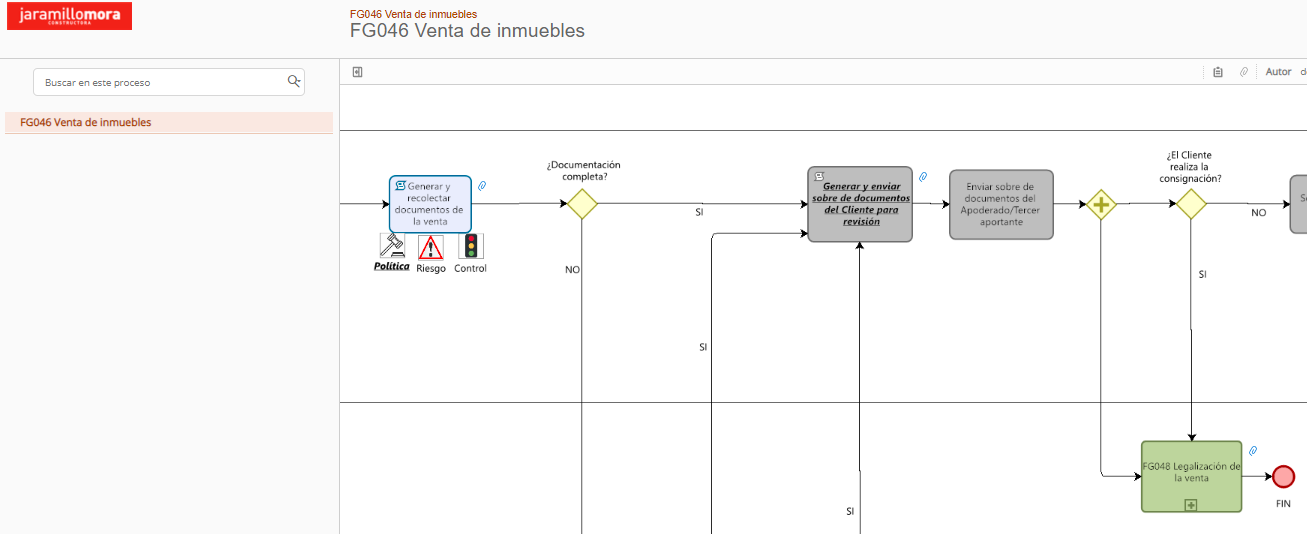 jaramillomora
CONSTRUCTORA
FG046 Venta de inmuebles
FG046 Venta de inmuebles
Buscar en este proceso
Autor
FG046 Venta de inmuebles
Generar y
recolectar
documentos de
la venta
Política
Riesgo
Control
¿Documentación
completa?
SI
NO
SI
Generar y enviar
sobre de documentos
del Cliente para
revisión
SI
Enviar sobre de
documentos del
Apoderado/Tercer
aportante
¿El Cliente
realiza la
consignación?
NO
SI
FG048 Legalización de
la venta
FIN